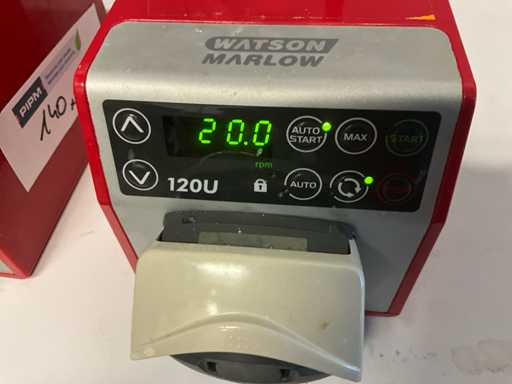 WATSON
MARLOW
20.0
rpm
AUTO
START
MAX
START
120U
AUTO
PIPM
140